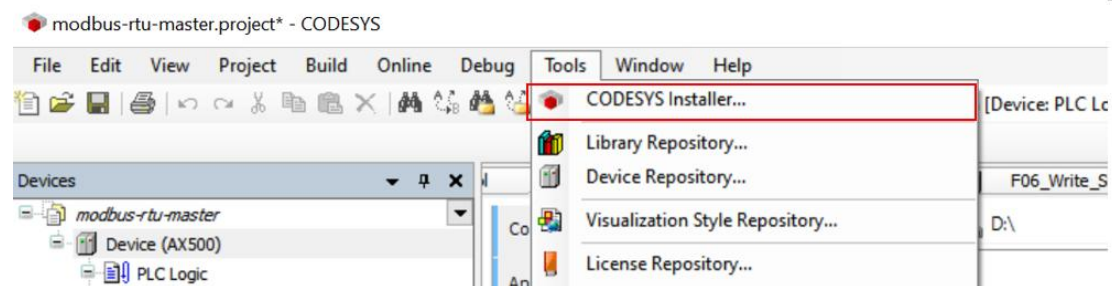 modbus-rtu-master.project* - CODESYS
File Edit View Project Build Online Debug Tools Window Help
CODESYS Installer...
[Device: PLC Lo
Library Repository...
Devices
Device Repository...
F06_Write_S
modbus-rtu-master
Visualization Style Repository...
D:\
Co
Device (AX500)
License Repository...
PLC Logic